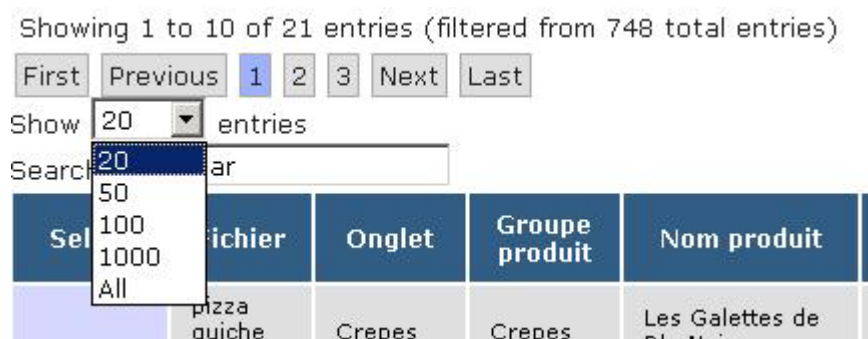 Showing 1 to 10 of 21 entries (filtered from 748 total entries)
First Previous 1 2 3 Next Last
Show 20 entries
Search ar
20
50
100
1000
All
Sel ichier Onglet Groupe produit Nom produit
pizza quiche Crepes Crepes Les Galettes de